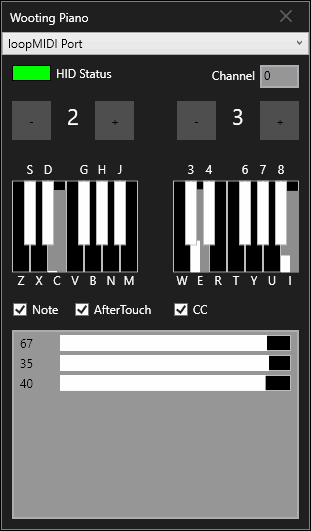 Wooting Piano
loopMIDI Port
HID Status Channel 0
- 2 + - 3 +
S D G H J 3 4 6 7 8
Z X C V B N M W E R T Y U I
Note AfterTouch CC
67
35
40